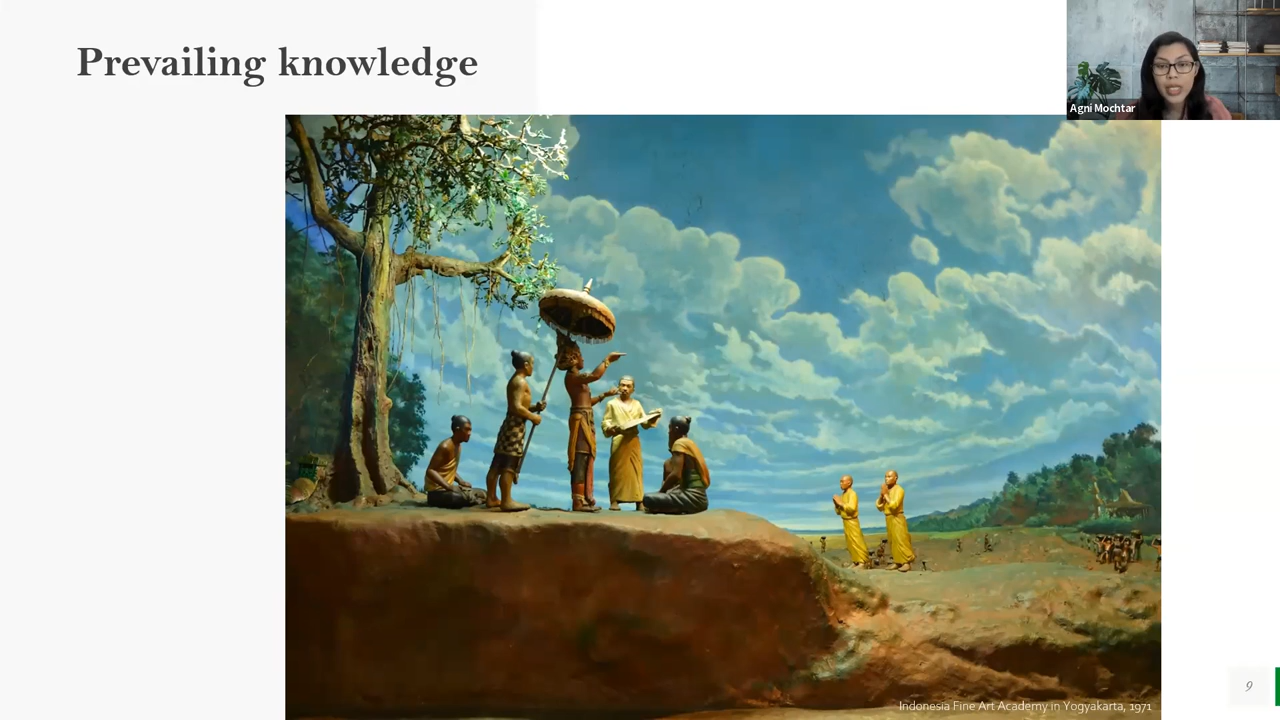 Prevailing knowledge
Agni Mochtar
Indonesia Fine Art Academy in Yogyakarta, 1971
9